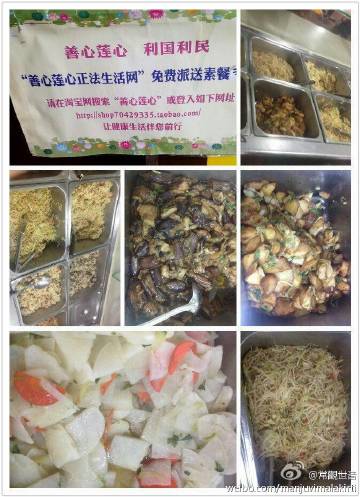 善心莲心 利国利民
“善心莲心正法生活网”免费派送素餐
请在淘宝网搜索“善心莲心”或登入如下网址
http://shop70429335.taobao.com/
让健康生活伴您前行
@常觀世音
weibo.com/manjuvimalakirti